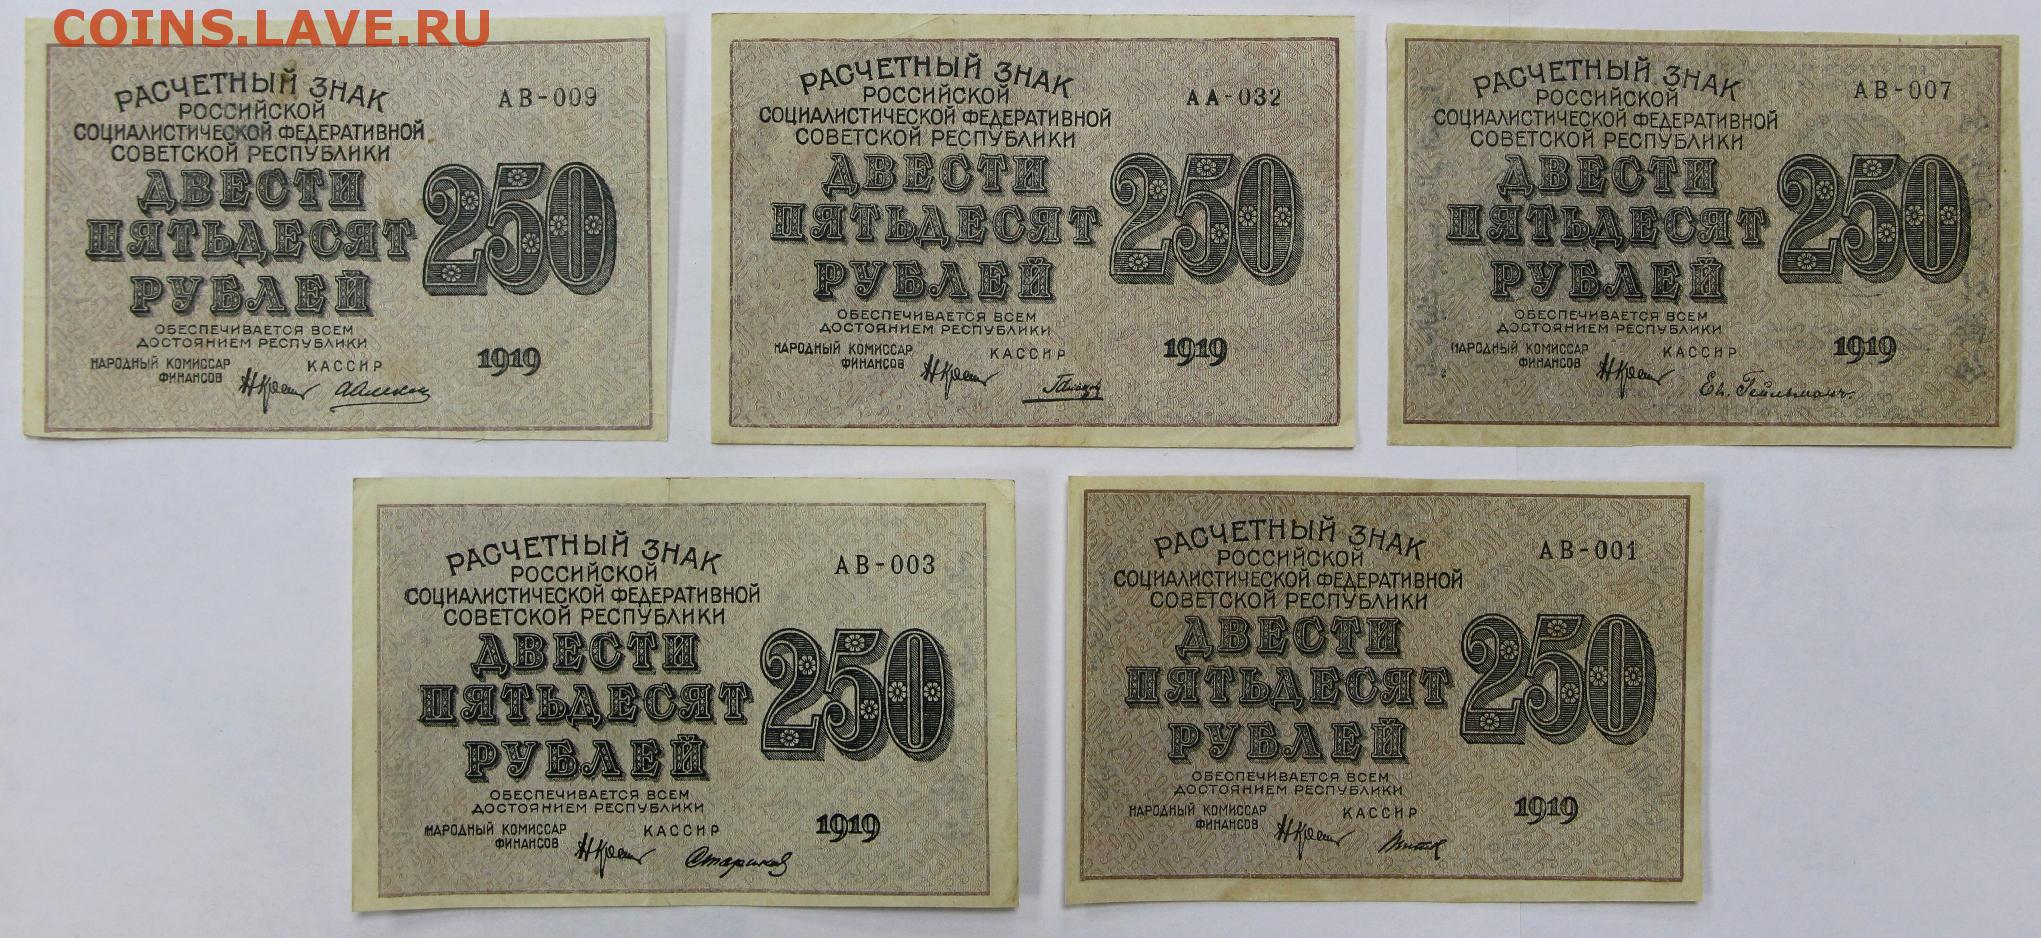 COINS.LAVE.RU
РАСЧЕТНЫЙ ЗНАК
РОССИЙСКОЙ
СОЦИАЛИСТИЧЕСКОЙ ФЕДЕРАТИВНОЙ
СОВЕТСКОЙ РЕСПУБЛИКИ
АВ-009
ДВЕСТИ
ПЯТЬДЕСЯТ
РУБЛЕЙ
250
ОБЕСПЕЧИВАЕТСЯ ВСЕМ
ДОСТОЯНИЕМ РЕСПУБЛИКИ
НАРОДНЫЙ КОМИССАР
ФИНАНСОВ
КАССИР
1919
РАСЧЕТНЫЙ ЗНАК
РОССИЙСКОЙ
СОЦИАЛИСТИЧЕСКОЙ ФЕДЕРАТИВНОЙ
СОВЕТСКОЙ РЕСПУБЛИКИ
АА-032
ДВЕСТИ
ПЯТЬДЕСЯТ
РУБЛЕЙ
250
ОБЕСПЕЧИВАЕТСЯ ВСЕМ
ДОСТОЯНИЕМ РЕСПУБЛИКИ
НАРОДНЫЙ КОМИССАР
ФИНАНСОВ
КАССИР
1919
РАСЧЕТНЫЙ ЗНАК
РОССИЙСКОЙ
СОЦИАЛИСТИЧЕСКОЙ ФЕДЕРАТИВНОЙ
СОВЕТСКОЙ РЕСПУБЛИКИ
АВ-007
ДВЕСТИ
ПЯТЬДЕСЯТ
РУБЛЕЙ
250
ОБЕСПЕЧИВАЕТСЯ ВСЕМ
ДОСТОЯНИЕМ РЕСПУБЛИКИ
НАРОДНЫЙ КОМИССАР
ФИНАНСОВ
КАССИР
Ев. Гейльманъ.
1919
РАСЧЕТНЫЙ ЗНАК
РОССИЙСКОЙ
СОЦИАЛИСТИЧЕСКОЙ ФЕДЕРАТИВНОЙ
СОВЕТСКОЙ РЕСПУБЛИКИ
АВ-003
ДВЕСТИ
ПЯТЬДЕСЯТ
РУБЛЕЙ
250
ОБЕСПЕЧИВАЕТСЯ ВСЕМ
ДОСТОЯНИЕМ РЕСПУБЛИКИ
НАРОДНЫЙ КОМИССАР
ФИНАНСОВ
КАССИР
Стариков
1919
РАСЧЕТНЫЙ ЗНАК
РОССИЙСКОЙ
СОЦИАЛИСТИЧЕСКОЙ ФЕДЕРАТИВНОЙ
СОВЕТСКОЙ РЕСПУБЛИКИ
АВ-001
ДВЕСТИ
ПЯТЬДЕСЯТ
РУБЛЕЙ
250
ОБЕСПЕЧИВАЕТСЯ ВСЕМ
ДОСТОЯНИЕМ РЕСПУБЛИКИ
НАРОДНЫЙ КОМИССАР
ФИНАНСОВ
КАССИР
1919